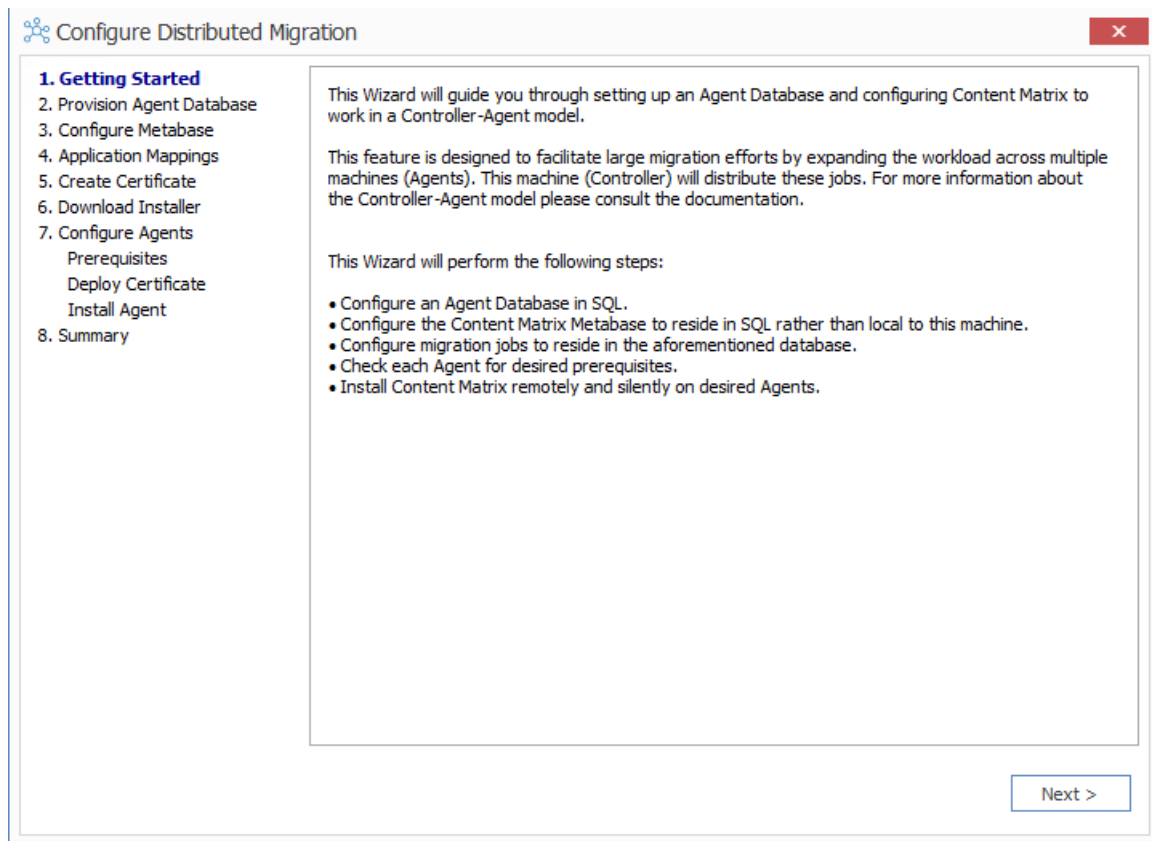 Configure Distributed Migration
1. Getting Started
2. Provision Agent Database
3. Configure Metabase
4. Application Mappings
5. Create Certificate
6. Download Installer
7. Configure Agents
Prerequisites
Deploy Certificate
Install Agent
8. Summary
This Wizard will guide you through setting up an Agent Database and configuring Content Matrix to
work in a Controller-Agent model.
This feature is designed to facilitate large migration efforts by expanding the workload across multiple
machines (Agents). This machine (Controller) will distribute these jobs. For more information about
the Controller-Agent model please consult the documentation.
This Wizard will perform the following steps:
• Configure an Agent Database in SQL.
• Configure the Content Matrix Metabase to reside in SQL rather than local to this machine.
• Configure migration jobs to reside in the aforementioned database.
• Check each Agent for desired prerequisites.
• Install Content Matrix remotely and silently on desired Agents.
Next >